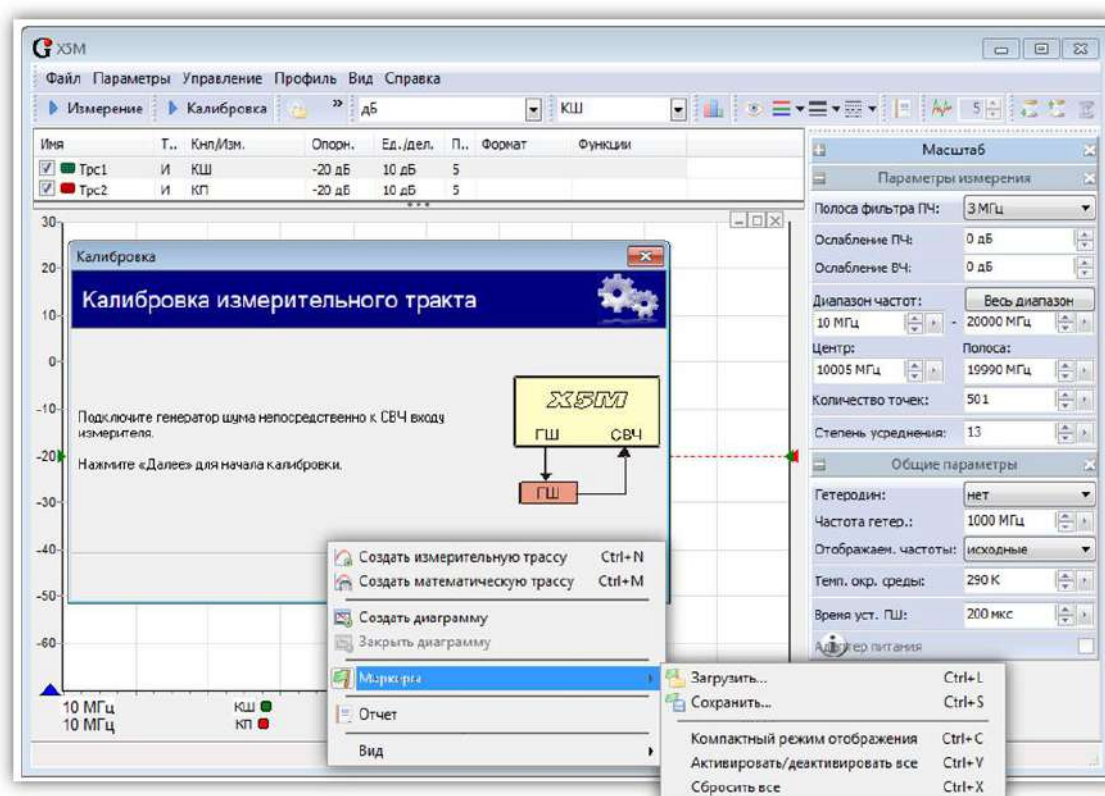 X5M
Файл Параметры Управление Профиль Вид Справка
Измерение Калибровка » дБ КШ 5
Имя Т.. Кнл/Изм. Опорн. Ед./дел. П.. Формат Функции
Трс1 И КШ -20 дБ 10 дБ 5
Трс2 И КП -20 дБ 10 дБ 5
30
20
10
0
-10
-20
-30
-40
-50
-60
Калибровка
Калибровка измерительного тракта
Подключите генератор шума непосредственно к СВЧ входу
измерителя.
Нажмите «Далее» для начала калибровки.
X5M
ГШ СВЧ
ГШ
Создать измерительную трассу Ctrl+N
Создать математическую трассу Ctrl+M
Создать диаграмму
Закрыть диаграмму
Маркера
Отчет
Вид
Загрузить... Ctrl+L
Сохранить... Ctrl+S
Компактный режим отображения Ctrl+C
Активировать/деактивировать все Ctrl+V
Сбросить все Ctrl+X
10 МГц КШ
10 МГц КП
Масштаб
Параметры измерения
Полоса фильтра ПЧ: 3 МГц
Ослабление ПЧ: 0 дБ
Ослабление ВЧ: 0 дБ
Диапазон частот: Весь диапазон
10 МГц - 20000 МГц
Центр: Полоса:
10005 МГц 19990 МГц
Количество точек: 501
Степень усреднения: 13
Общие параметры
Гетеродин: нет
Частота гетер.: 1000 МГц
Отображаем. частоты: исходные
Темп. окр. среды: 290 К
Время уст. ГШ: 200 мкс
питания